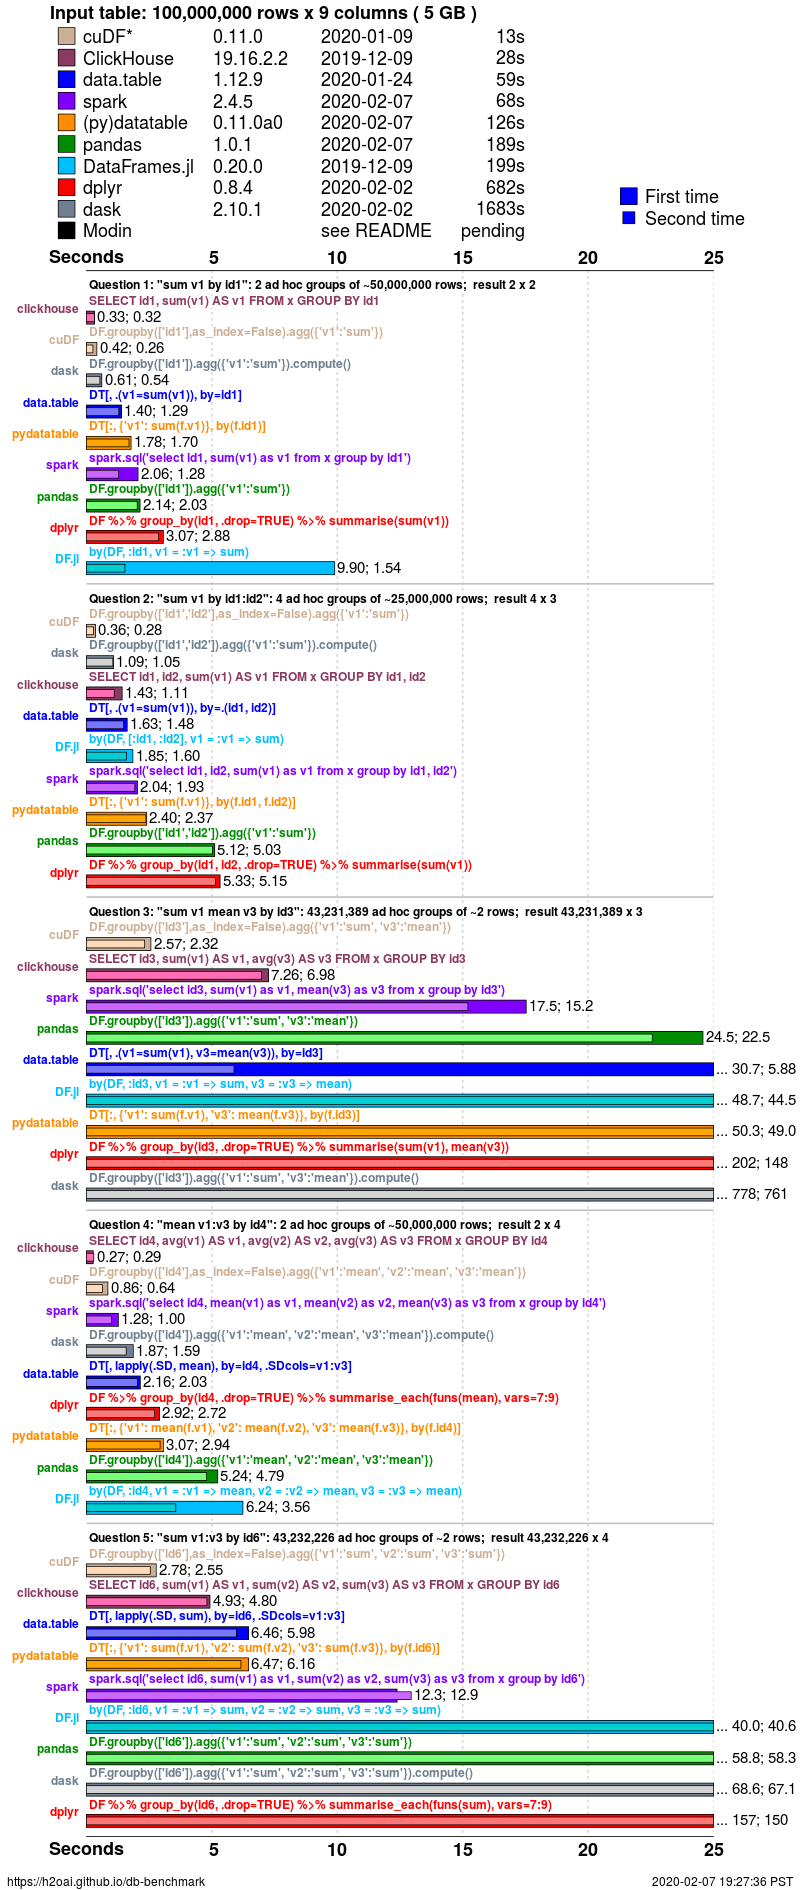 Input table: 100,000,000 rows x 9 columns ( 5 GB )
cuDF* 0.11.0 2020-01-09 13s
ClickHouse 19.16.2.2 2019-12-09 28s
data.table 1.12.9 2020-01-24 59s
spark 2.4.5 2020-02-07 68s
(py)datatable 0.11.0a0 2020-02-07 126s
pandas 1.0.1 2020-02-07 189s
DataFrames.jl 0.20.0 2019-12-09 199s
dplyr 0.8.4 2020-02-02 682s
dask 2.10.1 2020-02-02 1683s
Modin see README pending
First time
Second time
Seconds 5 10 15 20 25
Question 1: "sum v1 by id1": 2 ad hoc groups of ~50,000,000 rows; result 2 x 2
SELECT id1, sum(v1) AS v1 FROM x GROUP BY id1
clickhouse 0.33; 0.32
DF.groupby(['id1'],as_index=False).agg({'v1':'sum'})
cuDF 0.42; 0.26
DF.groupby(['id1']).agg({'v1':'sum'}).compute()
dask 0.61; 0.54
DT[, .(v1=sum(v1)), by=id1]
data.table 1.40; 1.29
DT[:, {'v1': sum(f.v1)}, by(f.id1)]
pydatatable 1.78; 1.70
spark.sql('select id1, sum(v1) as v1 from x group by id1')
spark 2.06; 1.28
DF.groupby(['id1']).agg({'v1':'sum'})
pandas 2.14; 2.03
DF %>% group_by(id1, .drop=TRUE) %>% summarise(sum(v1))
dplyr 3.07; 2.88
by(DF, :id1, v1 = :v1 => sum)
DF.jl 9.90; 1.54
Question 2: "sum v1 by id1:id2": 4 ad hoc groups of ~25,000,000 rows; result 4 x 3
DF.groupby(['id1','id2'],as_index=False).agg({'v1':'sum'})
cuDF 0.36; 0.28
DF.groupby(['id1','id2']).agg({'v1':'sum'}).compute()
dask 1.09; 1.05
SELECT id1, id2, sum(v1) AS v1 FROM x GROUP BY id1, id2
clickhouse 1.43; 1.11
DT[, .(v1=sum(v1)), by=.(id1, id2)]
data.table 1.63; 1.48
by(DF, [:id1, :id2], v1 = :v1 => sum)
DF.jl 1.85; 1.60
spark.sql('select id1, id2, sum(v1) as v1 from x group by id1, id2')
spark 2.04; 1.93
DT[:, {'v1': sum(f.v1)}, by(f.id1, f.id2)]
pydatatable 2.40; 2.37
DF.groupby(['id1','id2']).agg({'v1':'sum'})
pandas 5.12; 5.03
DF %>% group_by(id1, id2, .drop=TRUE) %>% summarise(sum(v1))
dplyr 5.33; 5.15
Question 3: "sum v1 mean v3 by id3": 43,231,389 ad hoc groups of ~2 rows; result 43,231,389 x 3
DF.groupby(['id3'],as_index=False).agg({'v1':'sum', 'v3':'mean'})
cuDF 2.57; 2.32
SELECT id3, sum(v1) AS v1, avg(v3) AS v3 FROM x GROUP BY id3
clickhouse 7.26; 6.98
spark.sql('select id3, sum(v1) as v1, mean(v3) as v3 from x group by id3')
spark 17.5; 15.2
DF.groupby(['id3']).agg({'v1':'sum', 'v3':'mean'})
pandas 24.5; 22.5
DT[, .(v1=sum(v1), v3=mean(v3)), by=id3]
data.table ... 30.7; 5.88
by(DF, :id3, v1 = :v1 => sum, v3 = :v3 => mean)
DF.jl ... 48.7; 44.5
DT[:, {'v1': sum(f.v1), 'v3': mean(f.v3)}, by(f.id3)]
pydatatable ... 50.3; 49.0
DF %>% group_by(id3, .drop=TRUE) %>% summarise(sum(v1), mean(v3))
dplyr ... 202; 148
DF.groupby(['id3']).agg({'v1':'sum', 'v3':'mean'}).compute()
dask ... 778; 761
Question 4: "mean v1:v3 by id4": 2 ad hoc groups of ~50,000,000 rows; result 2 x 4
SELECT id4, avg(v1) AS v1, avg(v2) AS v2, avg(v3) AS v3 FROM x GROUP BY id4
clickhouse 0.27; 0.29
DF.groupby(['id4'],as_index=False).agg({'v1':'mean', 'v2':'mean', 'v3':'mean'})
cuDF 0.86; 0.64
spark.sql('select id4, mean(v1) as v1, mean(v2) as v2, mean(v3) as v3 from x group by id4')
spark 1.28; 1.00
DF.groupby(['id4']).agg({'v1':'mean', 'v2':'mean', 'v3':'mean'}).compute()
dask 1.87; 1.59
DT[, lapply(.SD, mean), by=id4, .SDcols=v1:v3]
data.table 2.16; 2.03
DF %>% group_by(id4, .drop=TRUE) %>% summarise_each(funs(mean), vars=7:9)
dplyr 2.92; 2.72
DT[:, {'v1': mean(f.v1), 'v2': mean(f.v2), 'v3': mean(f.v3)}, by(f.id4)]
pydatatable 3.07; 2.94
DF.groupby(['id4']).agg({'v1':'mean', 'v2':'mean', 'v3':'mean'})
pandas 5.24; 4.79
by(DF, :id4, v1 = :v1 => mean, v2 = :v2 => mean, v3 = :v3 => mean)
DF.jl 6.24; 3.56
Question 5: "sum v1:v3 by id6": 43,232,226 ad hoc groups of ~2 rows; result 43,232,226 x 4
DF.groupby(['id6'],as_index=False).agg({'v1':'sum', 'v2':'sum', 'v3':'sum'})
cuDF 2.78; 2.55
SELECT id6, sum(v1) AS v1, sum(v2) AS v2, sum(v3) AS v3 FROM x GROUP BY id6
clickhouse 4.93; 4.80
DT[, lapply(.SD, sum), by=id6, .SDcols=v1:v3]
data.table 6.46; 5.98
DT[:, {'v1': sum(f.v1), 'v2': sum(f.v2), 'v3': sum(f.v3)}, by(f.id6)]
pydatatable 6.47; 6.16
spark.sql('select id6, sum(v1) as v1, sum(v2) as v2, sum(v3) as v3 from x group by id6')
spark 12.3; 12.9
by(DF, :id6, v1 = :v1 => sum, v2 = :v2 => sum, v3 = :v3 => sum)
DF.jl ... 40.0; 40.6
DF.groupby(['id6']).agg({'v1':'sum', 'v2':'sum', 'v3':'sum'})
pandas ... 58.8; 58.3
DF.groupby(['id6']).agg({'v1':'sum', 'v2':'sum', 'v3':'sum'}).compute()
dask ... 68.6; 67.1
DF %>% group_by(id6, .drop=TRUE) %>% summarise_each(funs(sum), vars=7:9)
dplyr ... 157; 150
Seconds 5 10 15 20 25
https://h2oai.github.io/db-benchmark 2020-02-07 19:27:36 PST